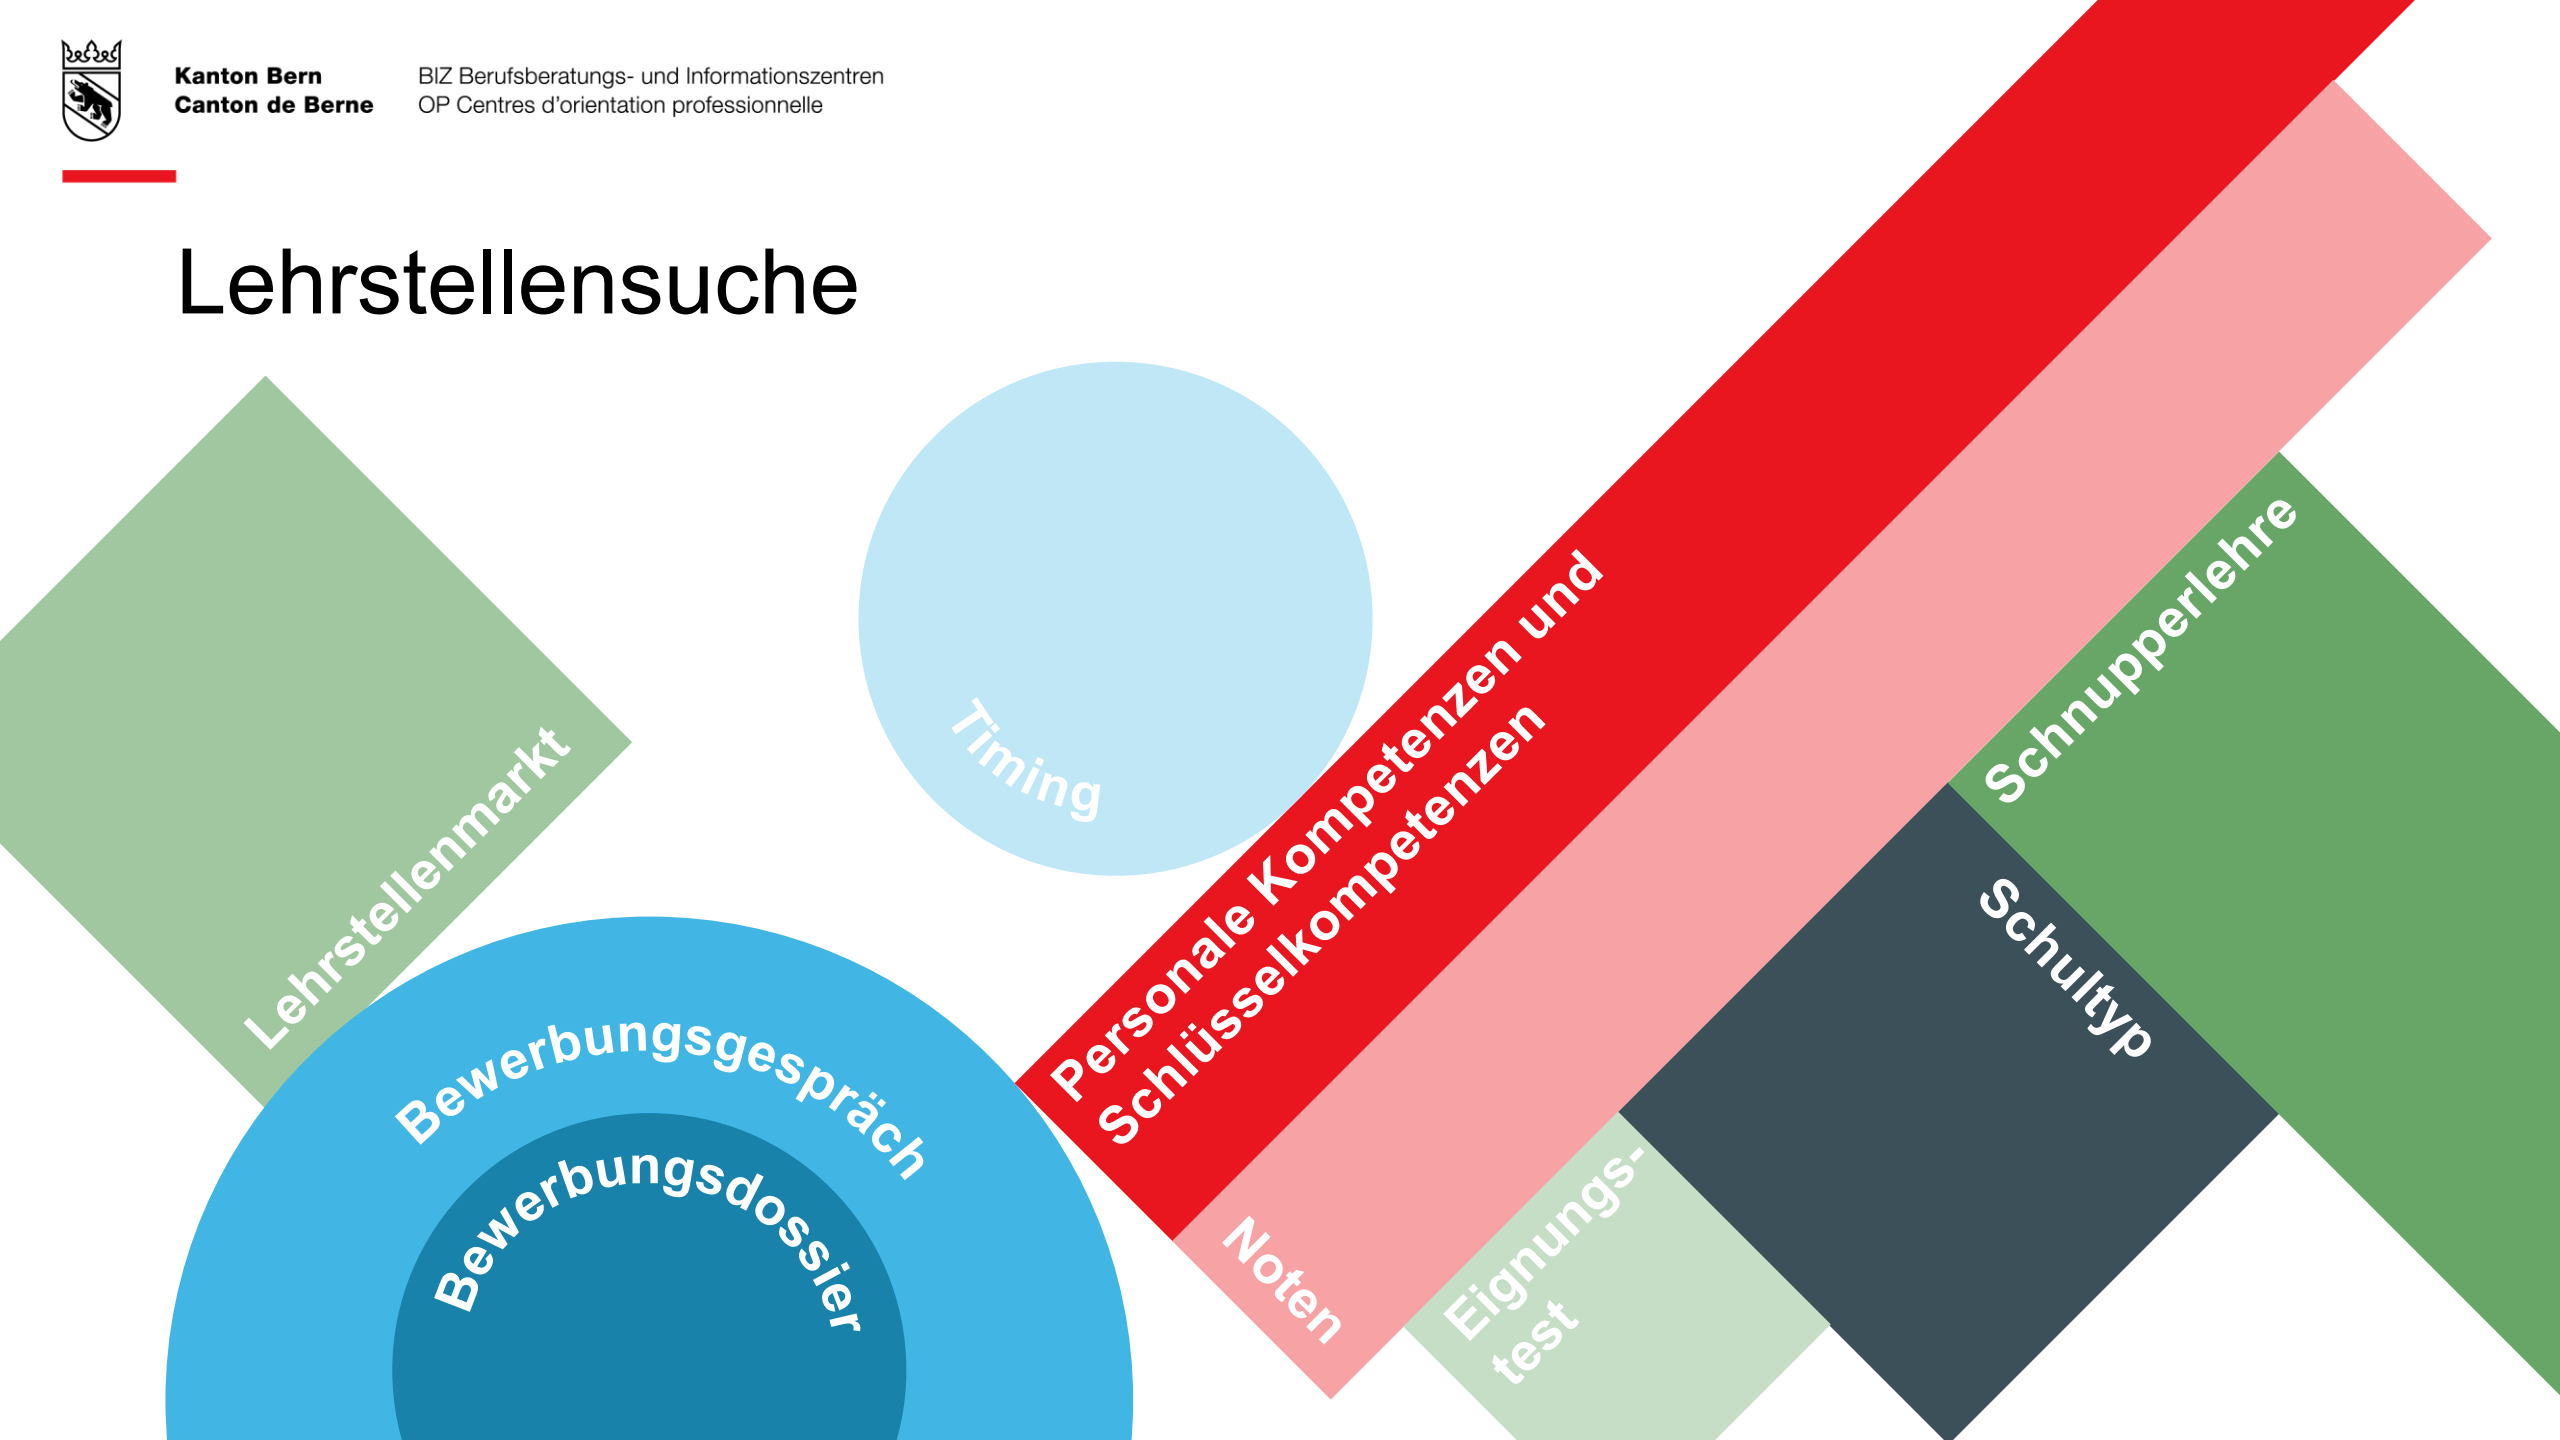 Kanton Bern
Canton de Berne
BIZ Berufsberatungs- und Informationszentren
OP Centres d'orientation professionnelle
Lehrstellensuche
Lehrstellenmarkt
Timing
Bewerbungsgespräch
Bewerbungsdossier
Personale Kompetenzen und
Schlüsselkompetenzen
Noten
Eignungs-
test
Schultyp
Schnupperlehre